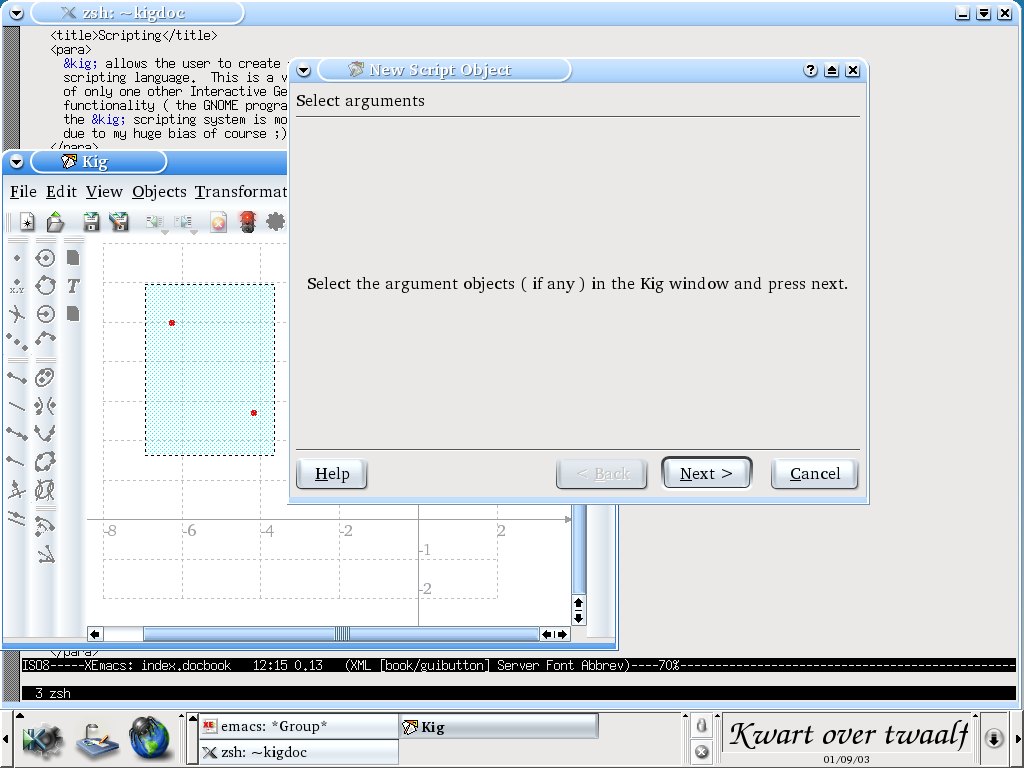 zsh: ~kigdoc
<title>Scripting</title>
<para>
&kig; allows the user to create
scripting language.  This is a v
of only one other Interactive Ge
functionality ( the GNOME progra
the &kig; scripting system is mo
due to my huge bias of course ;)
</para>
New Script Object
Select arguments
Select the argument objects ( if any ) in the Kig window and press next.
Help
< Back
Next >
Cancel
Kig
File Edit View Objects Transformat
x,y
T
-8 -6 -4 -2 2
-1
-2
</para>
ISO8-----XEmacs: index.docbook   12:15 0.13   (XML [book/guibutton] Server Font Abbrev)----70%
3 zsh
emacs: *Group*
Kig
zsh: ~kigdoc
Kwart over twaalf
01/09/03